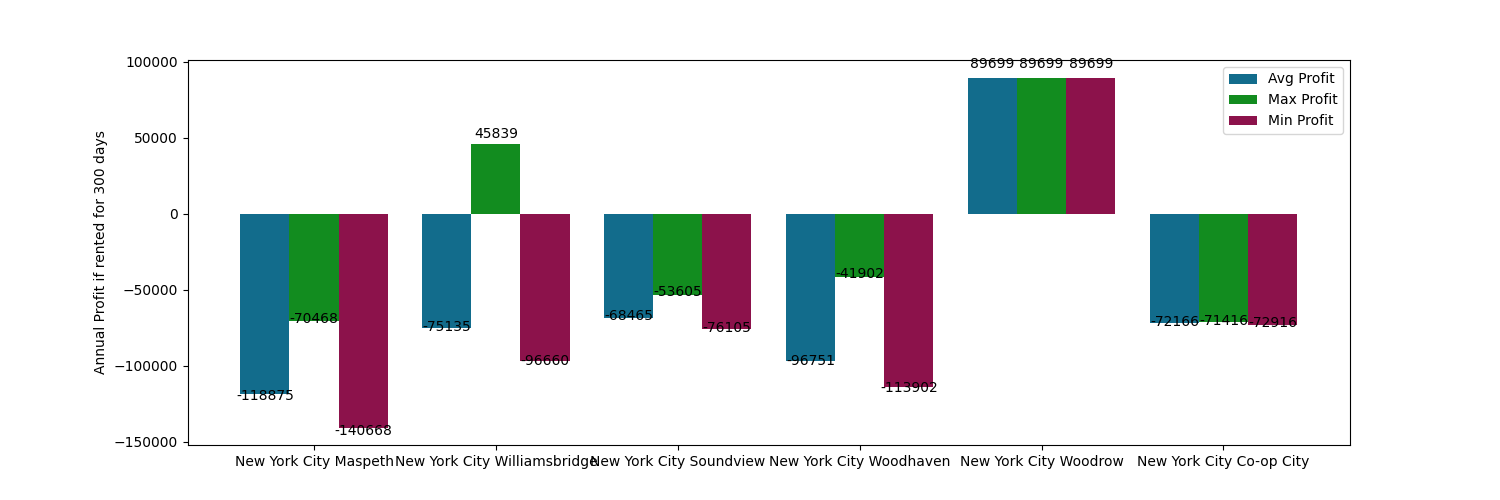 100000
50000
0
−50000
−100000
−150000
Annual Profit if rented for 300 days
-118875
-70468
-140668
-75135
45839
-96660
-68465
-53605
-76105
-96751
-41902
-113902
89699 89699 89699
-72166 -71416 -72916
Avg Profit
Max Profit
Min Profit
New York City Maspeth New York City Williamsbridge New York City Soundview New York City Woodhaven New York City Woodrow New York City Co-op City